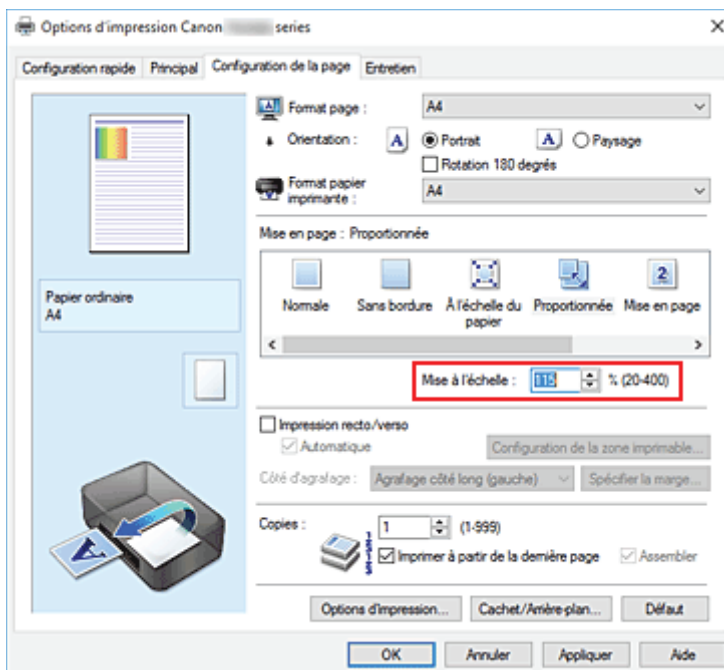 Options d'impression Canon series
Configuration rapide Principal Configuration de la page Entretien
Format page : A4
Orientation : A Portrait A Paysage
Rotation 180 degrés
Format papier
imprimante : A4
Mise en page : Proportionnée
Normale Sans bordure À l'échelle du
papier Proportionnée Mise en page
2
Papier ordinaire
A4
Mise à l'échelle : 115 % (20-400)
Impression recto/verso
Automatique Configuration de la zone imprimable...
Côté d'agrafage : Agrafage côté long (gauche) Spécifier la marge...
Copies : 1 (1-999)
Imprimer à partir de la dernière page Assembler
A
Options d'impression... Cachet/Arrière-plan... Défaut
OK Annuler Appliquer Aide